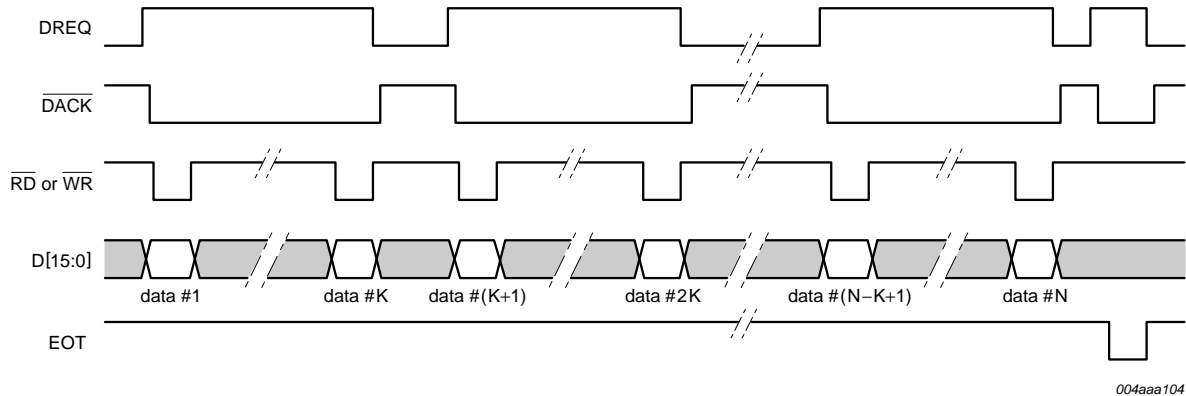 DREQ
DACK
RD or WR
D[15:0]
data #1 data #K data #(K+1) data #2K data #(N−K+1) data #N
EOT
004aaa104